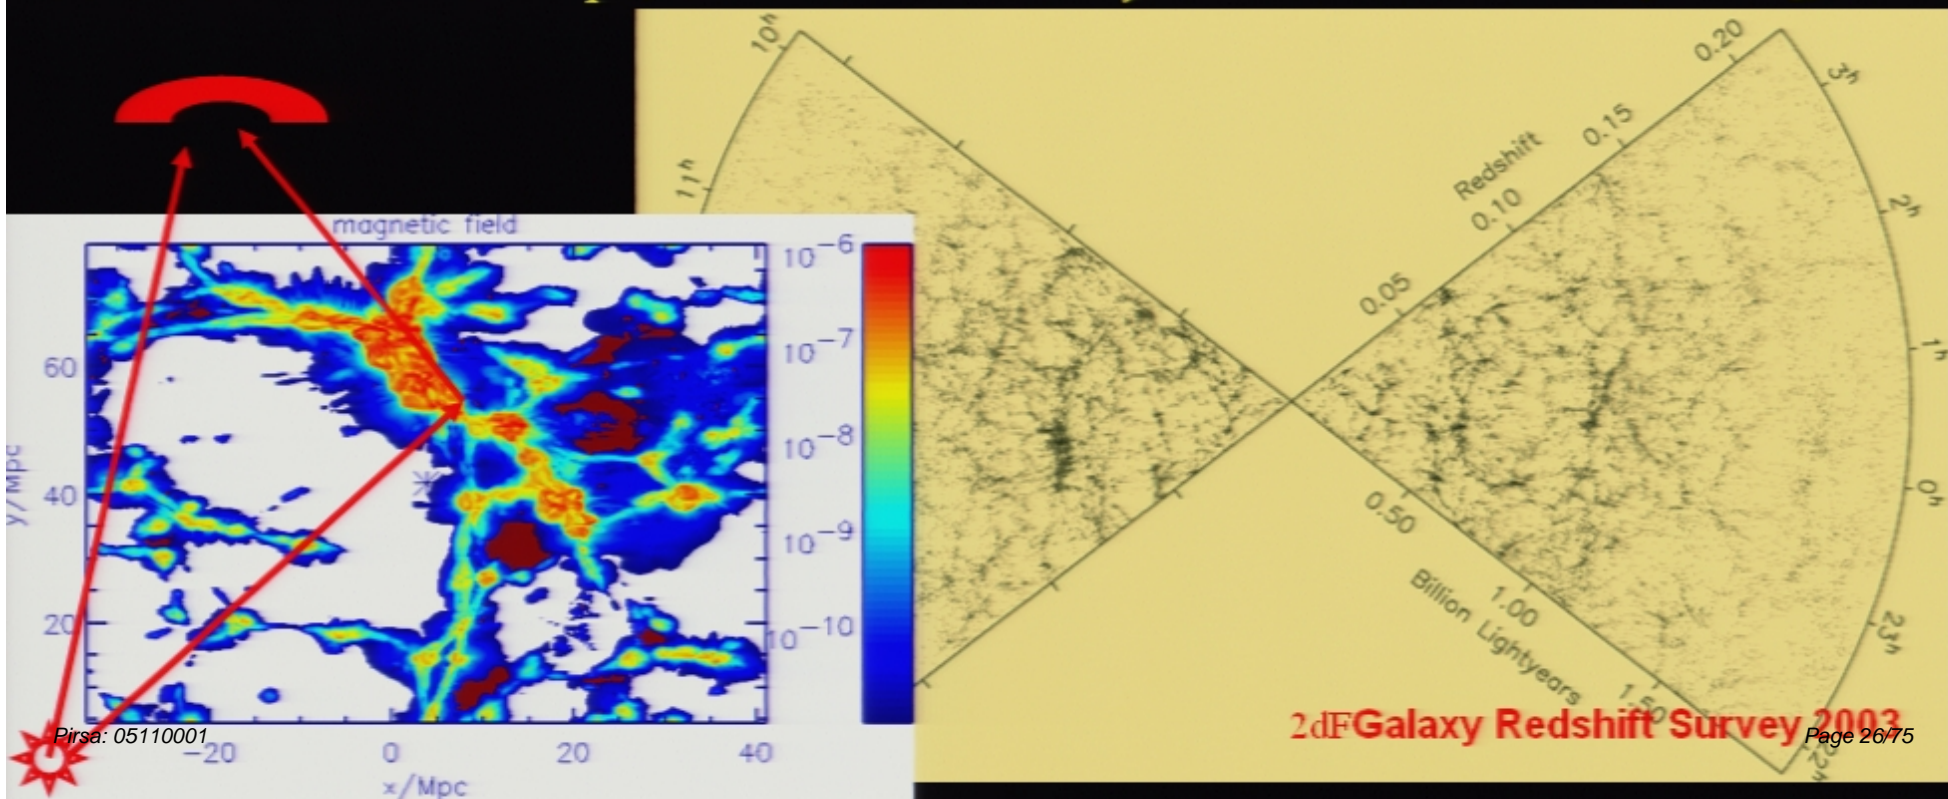 magnetic field
10⁻⁶
10⁻⁷
10⁻⁸
10⁻⁹
10⁻¹⁰
60
40
20
y/Mpc
-20
0
20
40
x/Mpc
10ʰ
11ʰ
0.20
0.15
Redshift
0.10
0.05
3ʰ
2ʰ
1ʰ
0ʰ
23ʰ
22ʰ
0.50
1.00
Billion Lightyears
1.50
2dFGalaxy Redshift Survey 2003
Pirsa: 05110001
Page 26/75